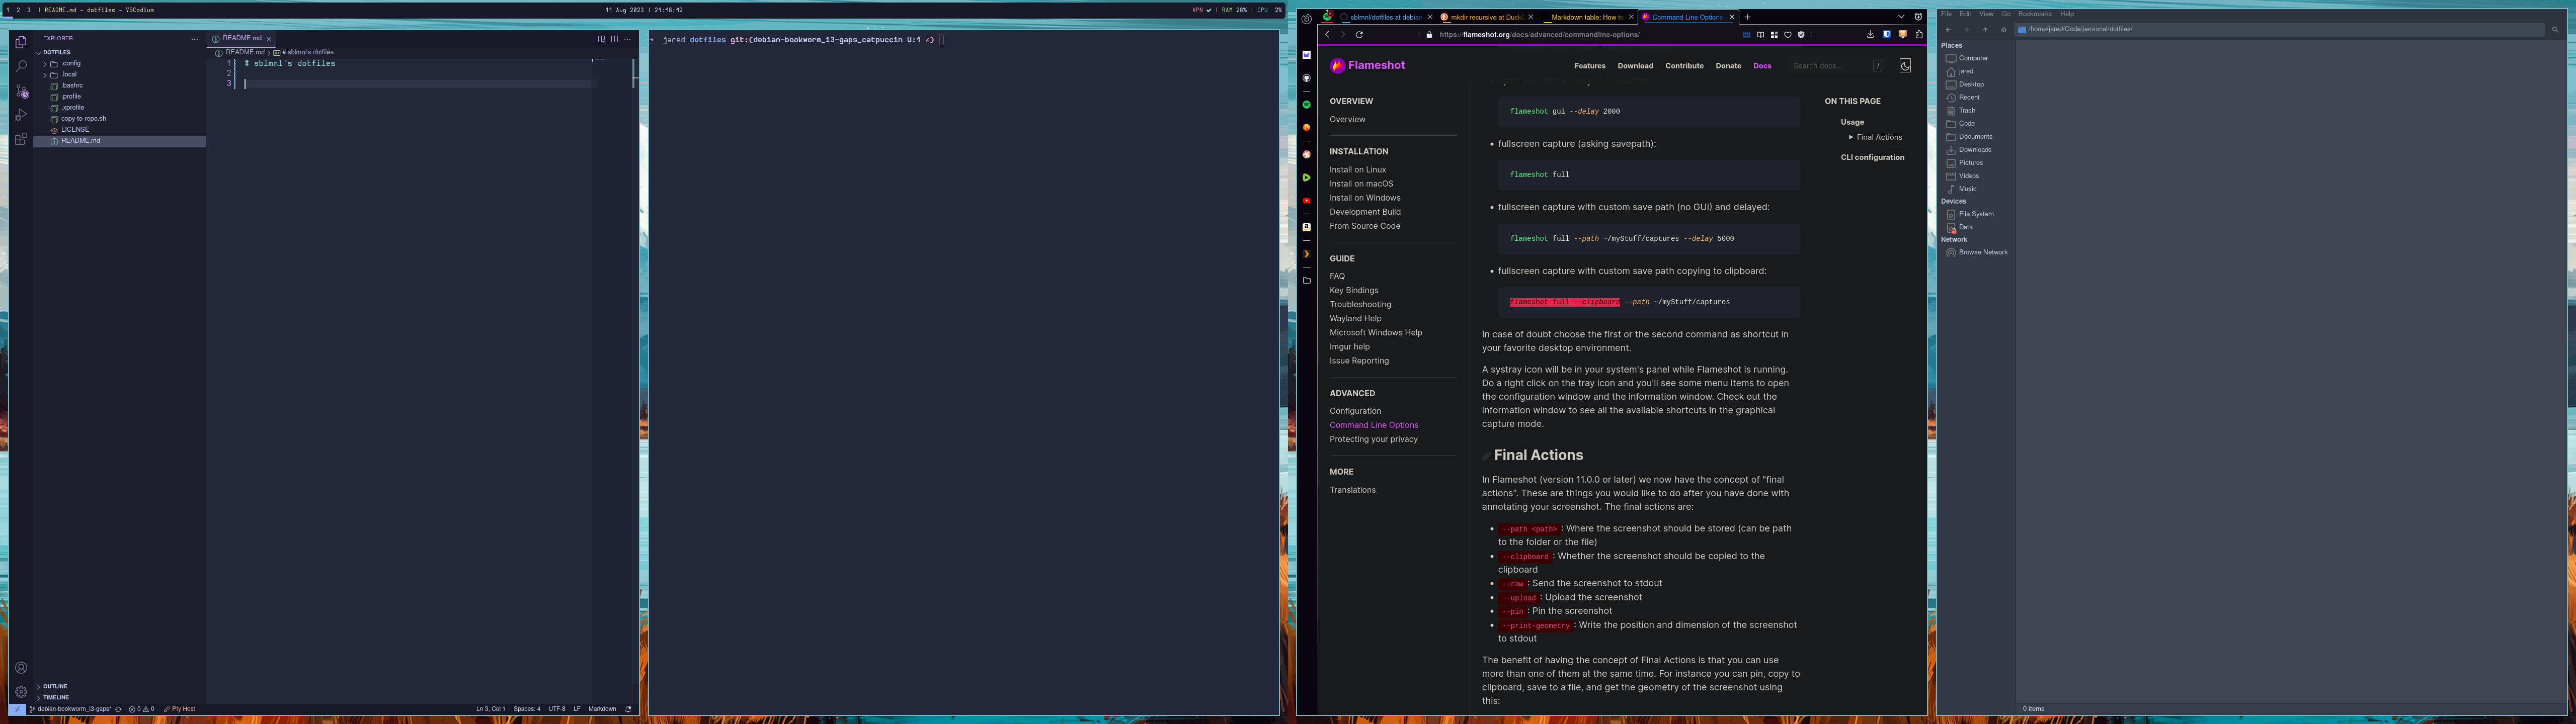 1 2 3 | README.md - dotfiles - VSCodium
11 Aug 2023 | 21:48:42
VPN ✔ | RAM 20% | CPU 2%
EXPLORER
DOTFILES
.config
.local
.bashrc
.profile
.xprofile
copy-to-repo.sh
LICENSE
README.md
OUTLINE
TIMELINE
README.md
README.md > # sblmnl's dotfiles
1 # sblmnl's dotfiles
2
3
debian-bookworm_i3-gaps* 0 0 Ply Host
Ln 3, Col 1 Spaces: 4 UTF-8 LF Markdown
jared dotfiles git:(debian-bookworm_i3-gaps_catpuccin U:1 ✗)
sblmnl/dotfiles at debian
mkdir recursive at DuckD
Markdown table: How to
Command Line Options
https://flameshot.org/docs/advanced/commandline-options/
Flameshot
Features Download Contribute Donate Docs
Search docs... /
OVERVIEW
Overview
INSTALLATION
Install on Linux
Install on macOS
Install on Windows
Development Build
From Source Code
GUIDE
FAQ
Key Bindings
Troubleshooting
Wayland Help
Microsoft Windows Help
Imgur help
Issue Reporting
ADVANCED
Configuration
Command Line Options
Protecting your privacy
MORE
Translations
flameshot gui --delay 2000
• fullscreen capture (asking savepath):
flameshot full
• fullscreen capture with custom save path (no GUI) and delayed:
flameshot full --path ~/myStuff/captures --delay 5000
• fullscreen capture with custom save path copying to clipboard:
flameshot full --clipboard --path ~/myStuff/captures
In case of doubt choose the first or the second command as shortcut in
your favorite desktop environment.
A systray icon will be in your system's panel while Flameshot is running.
Do a right click on the tray icon and you'll see some menu items to open
the configuration window and the information window. Check out the
information window to see all the available shortcuts in the graphical
capture mode.
Final Actions
In Flameshot (version 11.0.0 or later) we now have the concept of "final
actions". These are things you would like to do after you have done with
annotating your screenshot. The final actions are:
• --path <path> : Where the screenshot should be stored (can be path
to the folder or the file)
• --clipboard : Whether the screenshot should be copied to the
clipboard
• --raw : Send the screenshot to stdout
• --upload : Upload the screenshot
• --pin : Pin the screenshot
• --print-geometry : Write the position and dimension of the screenshot
to stdout
The benefit of having the concept of Final Actions is that you can use
more than one of them at the same time. For instance you can pin, copy to
clipboard, save to a file, and get the geometry of the screenshot using
this:
ON THIS PAGE
Usage
Final Actions
CLI configuration
File Edit View Go Bookmarks Help
/home/jared/Code/personal/dotfiles/
Places
Computer
jared
Desktop
Recent
Trash
Code
Documents
Downloads
Pictures
Videos
Music
Devices
File System
Data
Network
Browse Network
0 items